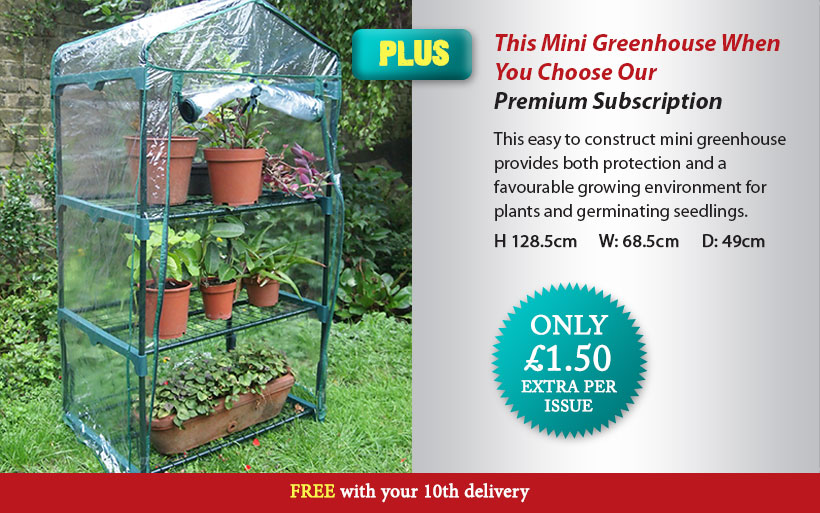 PLUS
This Mini Greenhouse When
You Choose Our
Premium Subscription
This easy to construct mini greenhouse
provides both protection and a
favourable growing environment for
plants and germinating seedlings.
H 128.5cm W: 68.5cm D: 49cm
ONLY
£1.50
EXTRA PER
ISSUE
FREE with your 10th delivery